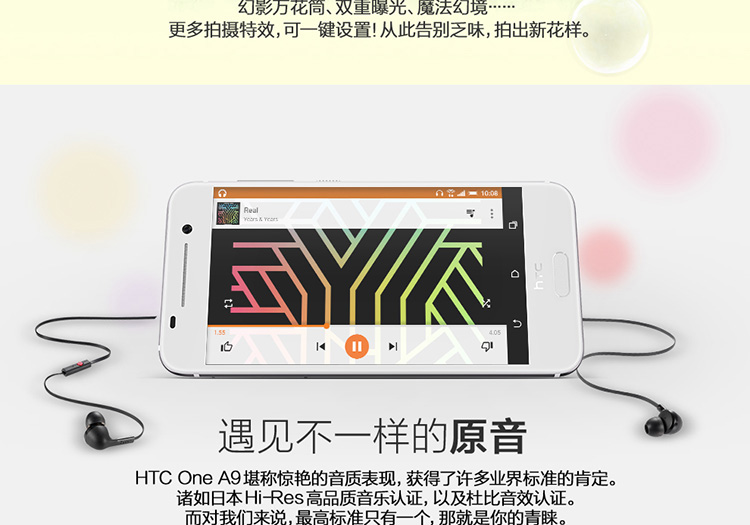 幻影万花筒、双重曝光、魔法幻境……
更多拍摄特效，可一键设置！从此告别乏味，拍出新花样。
10:08
Real
Years & Years
hTC
1:55
4:05
遇见不一样的原音
HTC One A9堪称惊艳的音质表现，获得了许多业界标准的肯定。
诸如日本Hi-Res高品质音乐认证，以及杜比音效认证。
而对我们来说，最高标准只有一个，那就是你的青睐。